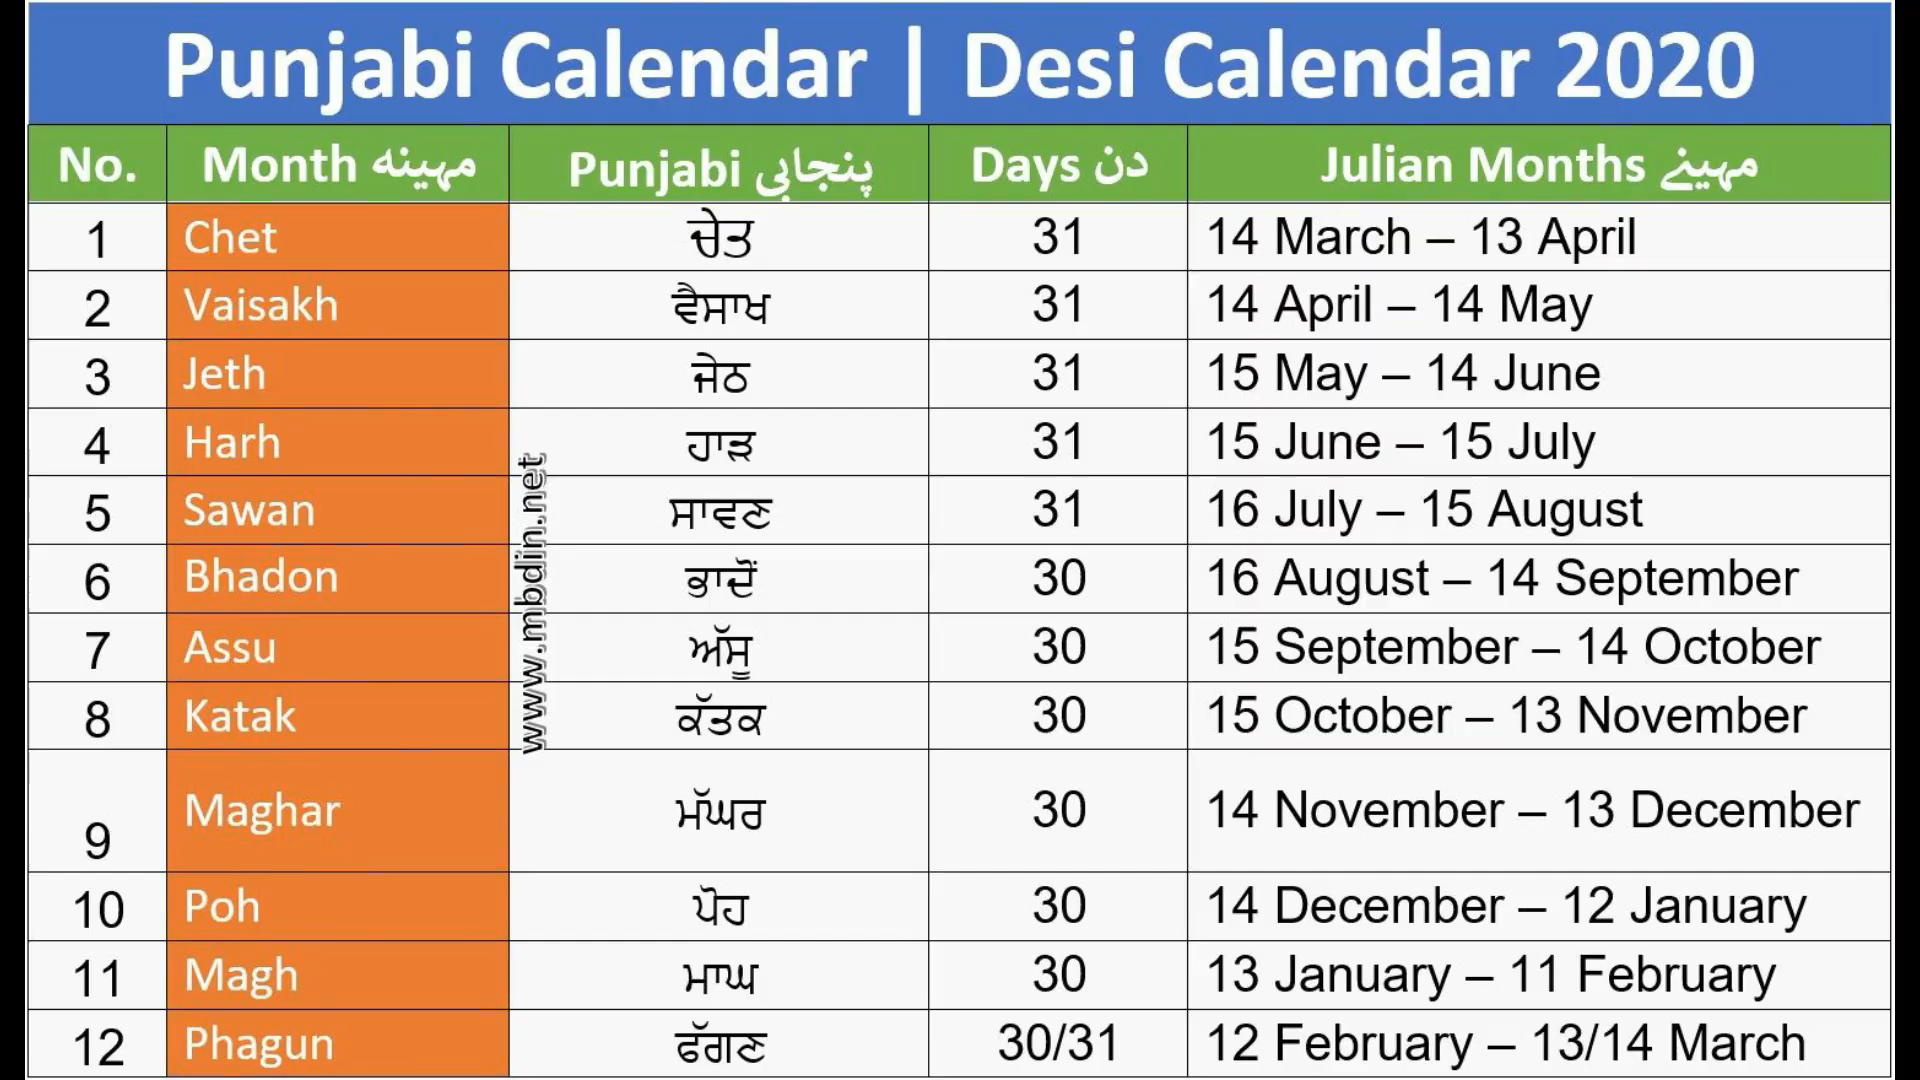 Punjabi Calendar | Desi Calendar 2020
No. Month مہینہ Punjabi پنجابی Days دن Julian Months مہینے
1 Chet ਚੇਤ 31 14 March – 13 April
2 Vaisakh ਵੈਸਾਖ 31 14 April – 14 May
3 Jeth ਜੇਠ 31 15 May – 14 June
4 Harh ਹਾੜ 31 15 June – 15 July
5 Sawan ਸਾਵਣ 31 16 July – 15 August
6 Bhadon ਭਾਦੋਂ 30 16 August – 14 September
7 Assu ਅੱਸੂ 30 15 September – 14 October
8 Katak ਕੱਤਕ 30 15 October – 13 November
9 Maghar ਮੱਘਰ 30 14 November – 13 December
10 Poh ਪੋਹ 30 14 December – 12 January
11 Magh ਮਾਘ 30 13 January – 11 February
12 Phagun ਫੱਗਣ 30/31 12 February – 13/14 March
www.mbdin.net